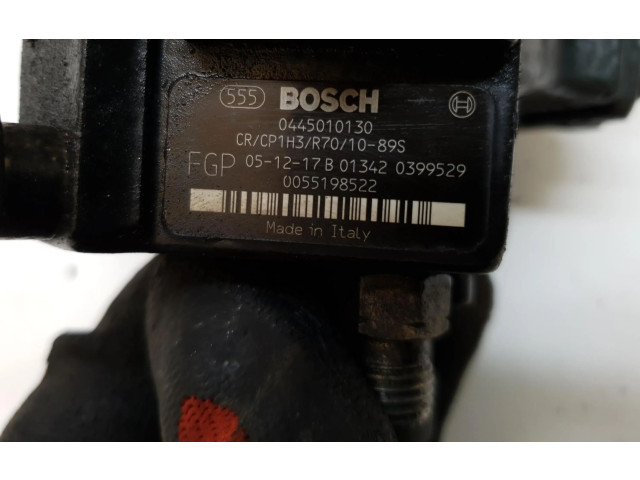 555 BOSCH
0445010130
CR/CP1H3/R70/10-89S
FGP 05-12-17 B 01342 0399529
0055198522
Made in Italy